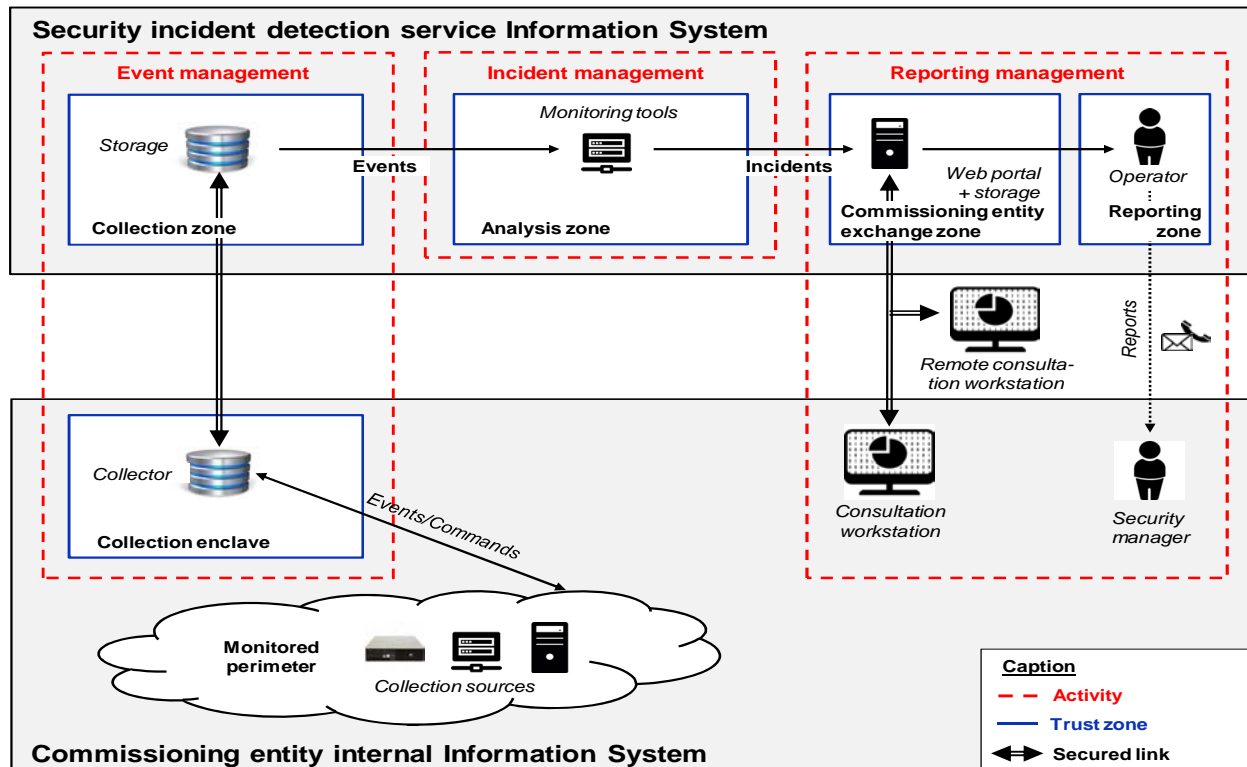 Security incident detection service Information System
Event management
Incident management
Reporting management
Storage
Collection zone
Events
Monitoring tools
Analysis zone
Incidents
Web portal
+ storage
Commissioning entity
exchange zone
Operator
Reporting
zone
Reports
Remote consulta-
tion workstation
Collector
Collection enclave
Events/Commands
Consultation
workstation
Security
manager
Monitored
perimeter
Collection sources
Commissioning entity internal Information System
Caption
Activity
Trust zone
Secured link